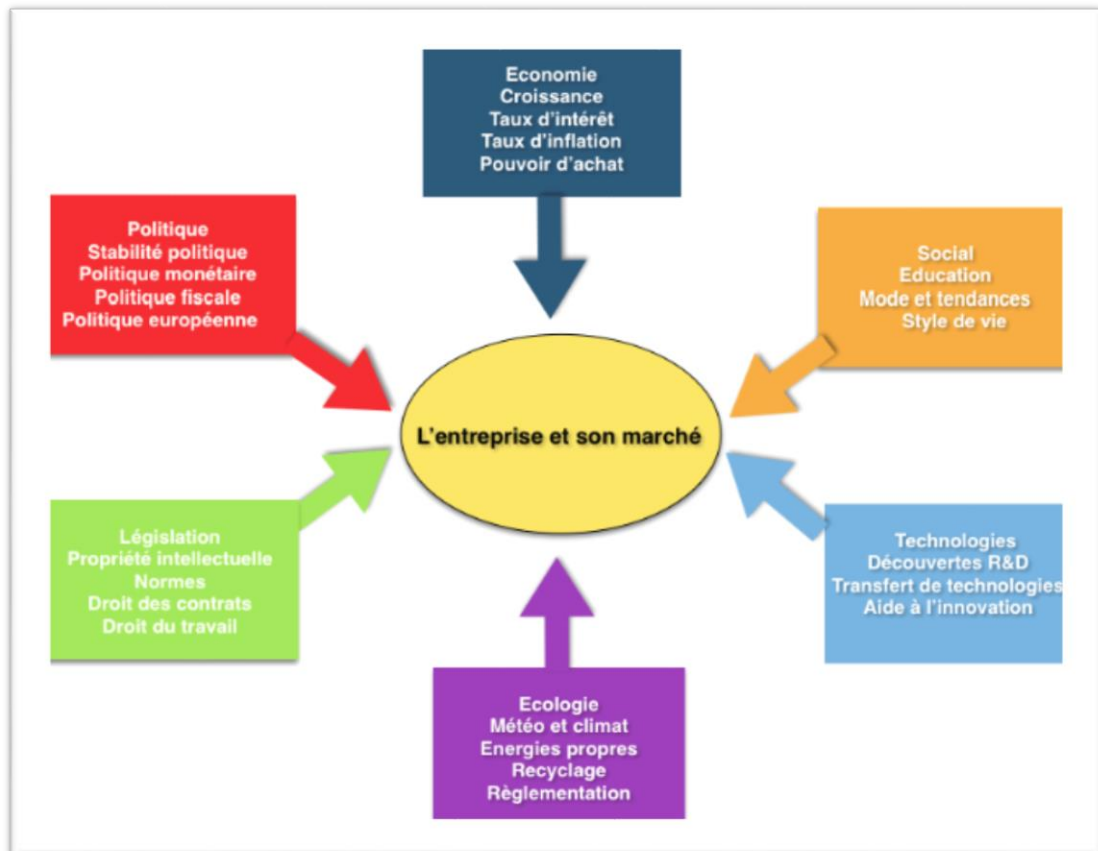 Economie
Croissance
Taux d'intérêt
Taux d'inflation
Pouvoir d'achat
Politique
Stabilité politique
Politique monétaire
Politique fiscale
Politique européenne
Social
Education
Mode et tendances
Style de vie
L'entreprise et son marché
Législation
Propriété intellectuelle
Normes
Droit des contrats
Droit du travail
Technologies
Découvertes R&D
Transfert de technologies
Aide à l'innovation
Ecologie
Météo et climat
Energies propres
Recyclage
Règlementation